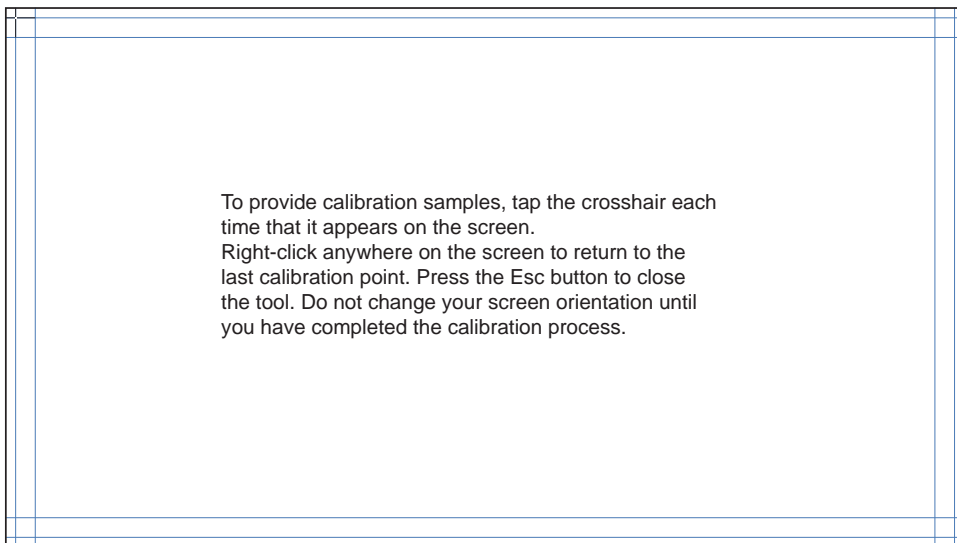 To provide calibration samples, tap the crosshair each
time that it appears on the screen.
Right-click anywhere on the screen to return to the
last calibration point. Press the Esc button to close
the tool. Do not change your screen orientation until
you have completed the calibration process.